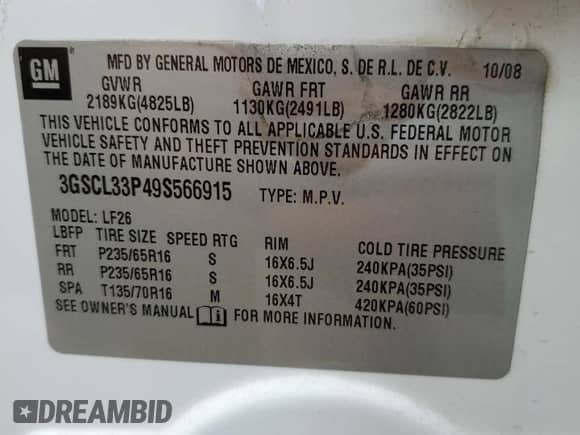 GM
MFD BY GENERAL MOTORS DE MEXICO, S. DE R.L. DE C.V. 10/08
GVWR GAWR FRT GAWR RR
2189KG(4825LB) 1130KG(2491LB) 1280KG(2822LB)
THIS VEHICLE CONFORMS TO ALL APPLICABLE U.S. FEDERAL MOTOR
VEHICLE SAFETY AND THEFT PREVENTION STANDARDS IN EFFECT ON
THE DATE OF MANUFACTURE SHOWN ABOVE.
3GSCL33P49S566915 TYPE: M.P.V.
MODEL: LF26
LBFP TIRE SIZE SPEED RTG RIM COLD TIRE PRESSURE
FRT P235/65R16 S 16X6.5J 240KPA(35PSI)
RR P235/65R16 S 16X6.5J 240KPA(35PSI)
SPA T135/70R16 M 16X4T 420KPA(60PSI)
SEE OWNER'S MANUAL FOR MORE INFORMATION.
DREAMBID